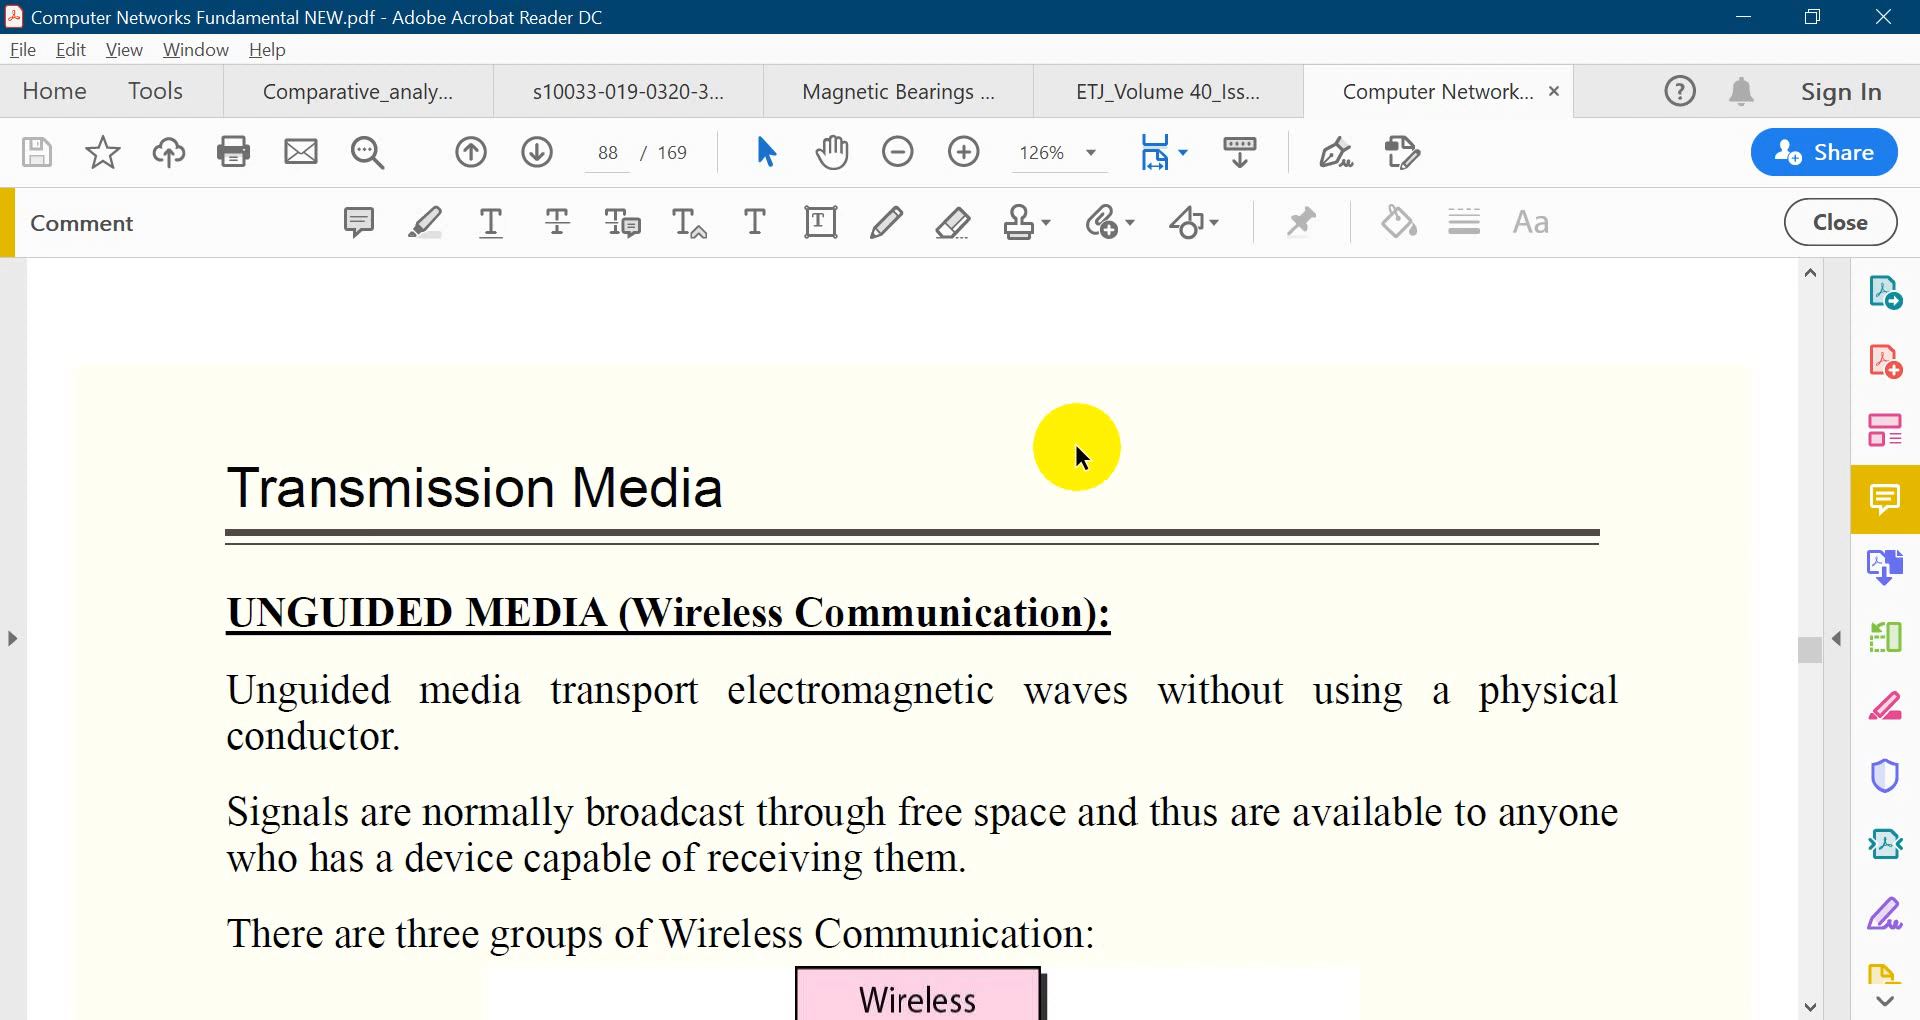 Computer Networks Fundamental NEW.pdf - Adobe Acrobat Reader DC
File Edit View Window Help
Home Tools Comparative_analy... s10033-019-0320-3... Magnetic Bearings ... ETJ_Volume 40_Iss... Computer Network... × Sign In
88 / 169 126% Share
Comment Aa Close
Transmission Media
UNGUIDED MEDIA (Wireless Communication):
Unguided media transport electromagnetic waves without using a physical
conductor.
Signals are normally broadcast through free space and thus are available to anyone
who has a device capable of receiving them.
There are three groups of Wireless Communication:
Wireless